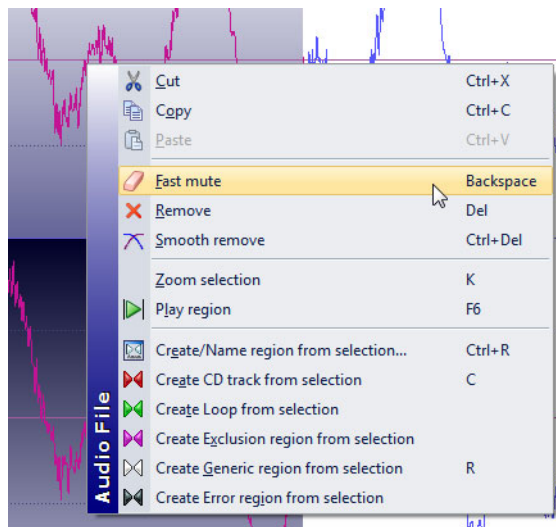 Cut Ctrl+X
Copy Ctrl+C
Paste Ctrl+V
Fast mute Backspace
Remove Del
Smooth remove Ctrl+Del
Zoom selection K
Play region F6
Create/Name region from selection... Ctrl+R
Create CD track from selection C
Create Loop from selection
Create Exclusion region from selection
Create Generic region from selection R
Create Error region from selection
Audio File